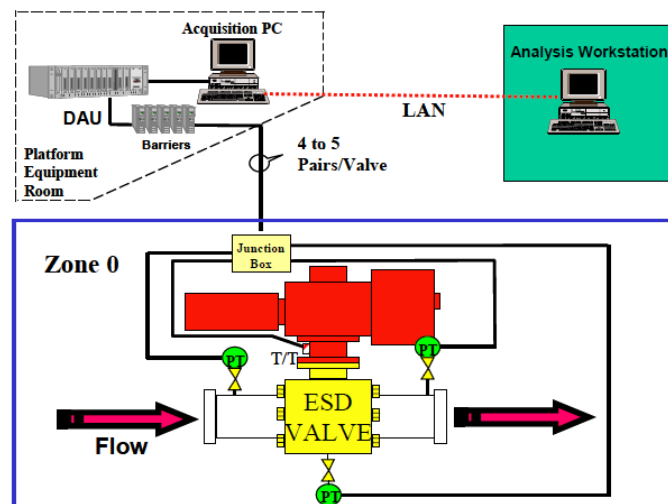 Acquisition PC
Analysis Workstation
LAN
DAU
Barriers
4 to 5
Pairs/Valve
Platform
Equipment
Room
Zone 0
Junction
Box
PT
T/T
PT
ESD
VALVE
Flow
PT